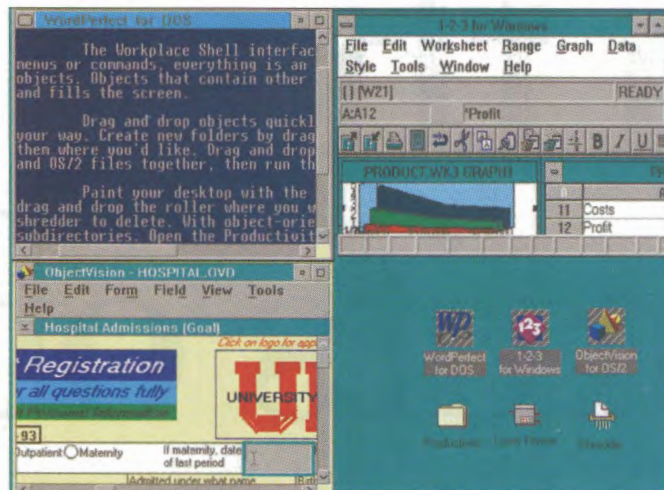 WordPerfect for DOS
The Workplace Shell interfac
menus or commands, everything is an
objects. Objects that contain other
and fills the screen.
Drag and drop objects quickl
your way. Create new folders by drag
them where you'd like. Drag and drop
and OS/2 files together, then run th
Paint your desktop with the
drag and drop the roller where you w
shredder to delete. With object-orie
subdirectories. Open the Productivit
1-2-3 for Windows
File Edit Worksheet Range Graph Data
Style Tools Window Help
{} [W21] READY
A:A12 'Profit
B I U
PRODUCT.WK3 GRAPH1
A
11 Costs
12 Profit
ObjectVision - HOSPITAL.OVD
File Edit Form Field View Tools
Help
Hospital Admissions (Goal)
Click on logo for app
Registration
all questions fully
UNIVERSITY
-93
Outpatient Maternity
If maternity, date
of last period
Admitted under what name
WordPerfect
for DOS
1-2-3
for Windows
ObjectVision
for OS/2
WP
123
Shredder